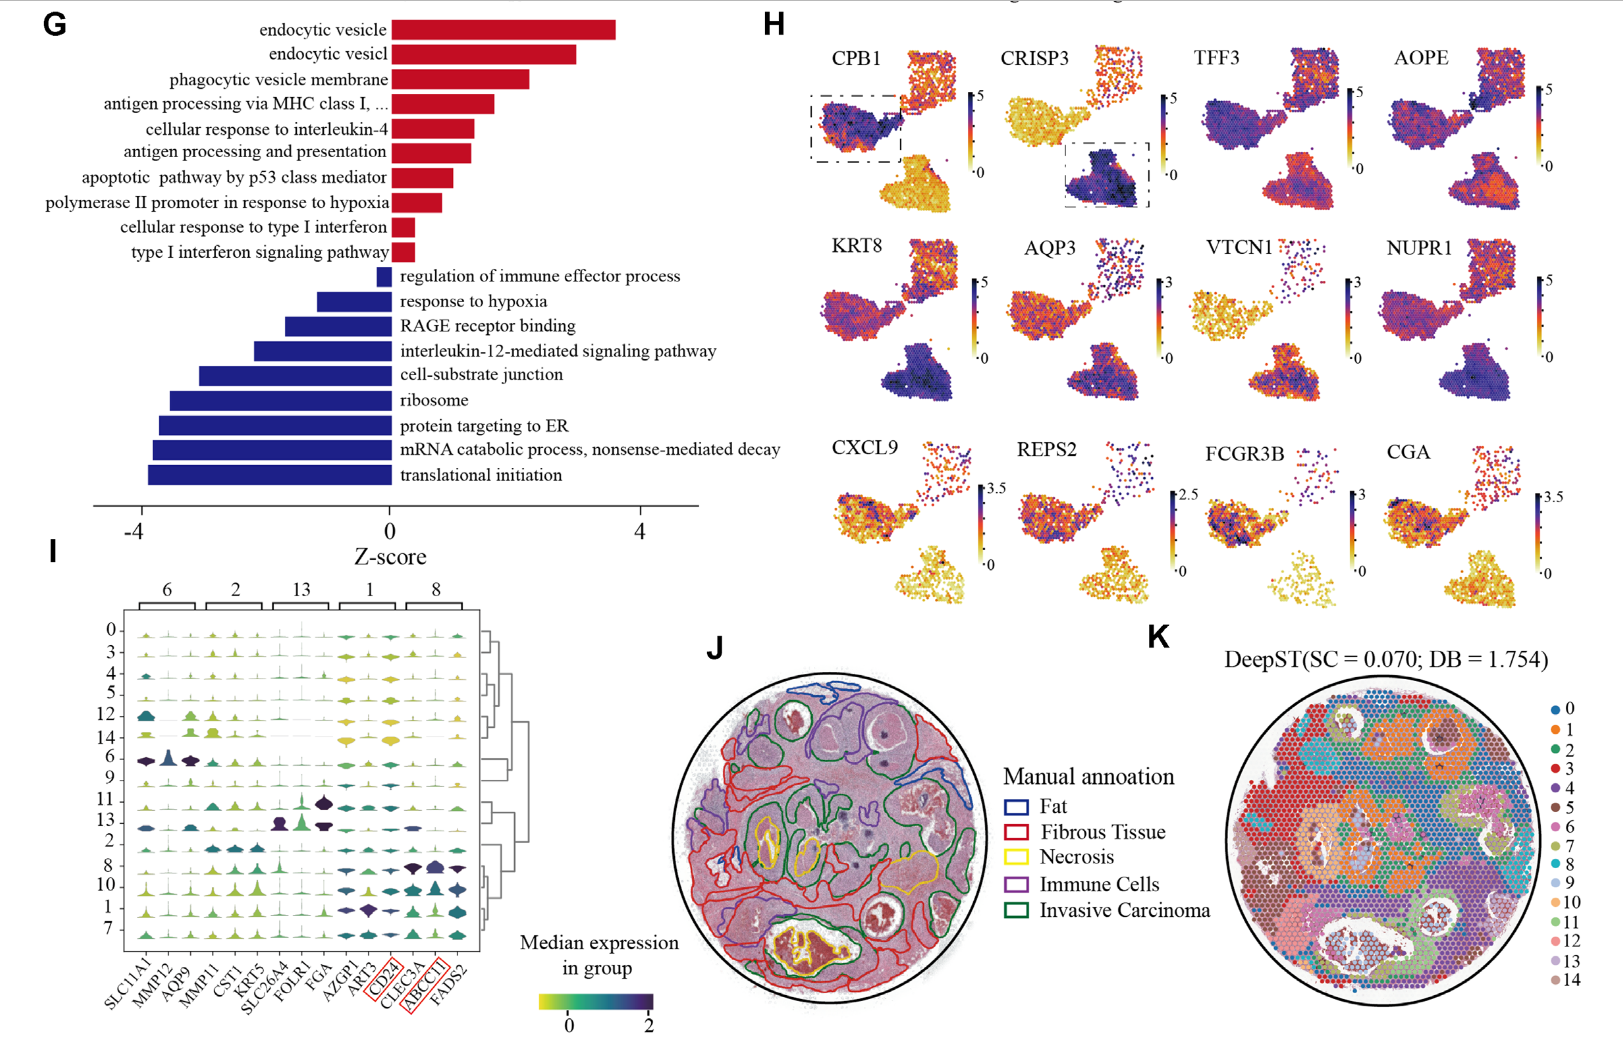 G
endocytic vesicle
endocytic vesicl
phagocytic vesicle membrane
antigen processing via MHC class I, ...
cellular response to interleukin-4
antigen processing and presentation
apoptotic pathway by p53 class mediator
polymerase II promoter in response to hypoxia
cellular response to type I interferon
type I interferon signaling pathway
regulation of immune effector process
response to hypoxia
RAGE receptor binding
interleukin-12-mediated signaling pathway
cell-substrate junction
ribosome
protein targeting to ER
mRNA catabolic process, nonsense-mediated decay
translational initiation
-4 0 4
Z-score
H
CPB1 CRISP3 TFF3 AOPE
5 5 5 5
0 0 0 0
KRT8 AQP3 VTCN1 NUPR1
5 3 3 5
0 0 0 0
CXCL9 REPS2 FCGR3B CGA
3.5 2.5 3 3.5
0 0 0 0
I
6 2 13 1 8
0
3
4
5
12
14
6
9
11
13
2
8
10
1
7
SLC11A1 MMP12 AQP9 MMP11 CST1 KRT5 SLC26A4 FOLR1 FGA AZGP1 ART3 CD24 CLEC3A ABCC11 FADS2
Median expression
in group
0 2
J
Manual annoation
Fat
Fibrous Tissue
Necrosis
Immune Cells
Invasive Carcinoma
K
DeepST(SC = 0.070; DB = 1.754)
0
1
2
3
4
5
6
7
8
9
10
11
12
13
14